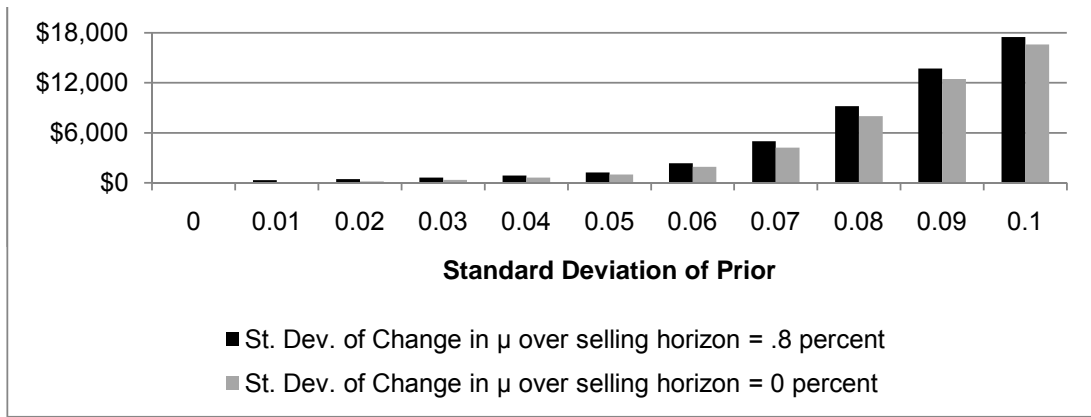 $18,000
$12,000
$6,000
$0
0 0.01 0.02 0.03 0.04 0.05 0.06 0.07 0.08 0.09 0.1
Standard Deviation of Prior
St. Dev. of Change in μ over selling horizon = .8 percent
St. Dev. of Change in μ over selling horizon = 0 percent